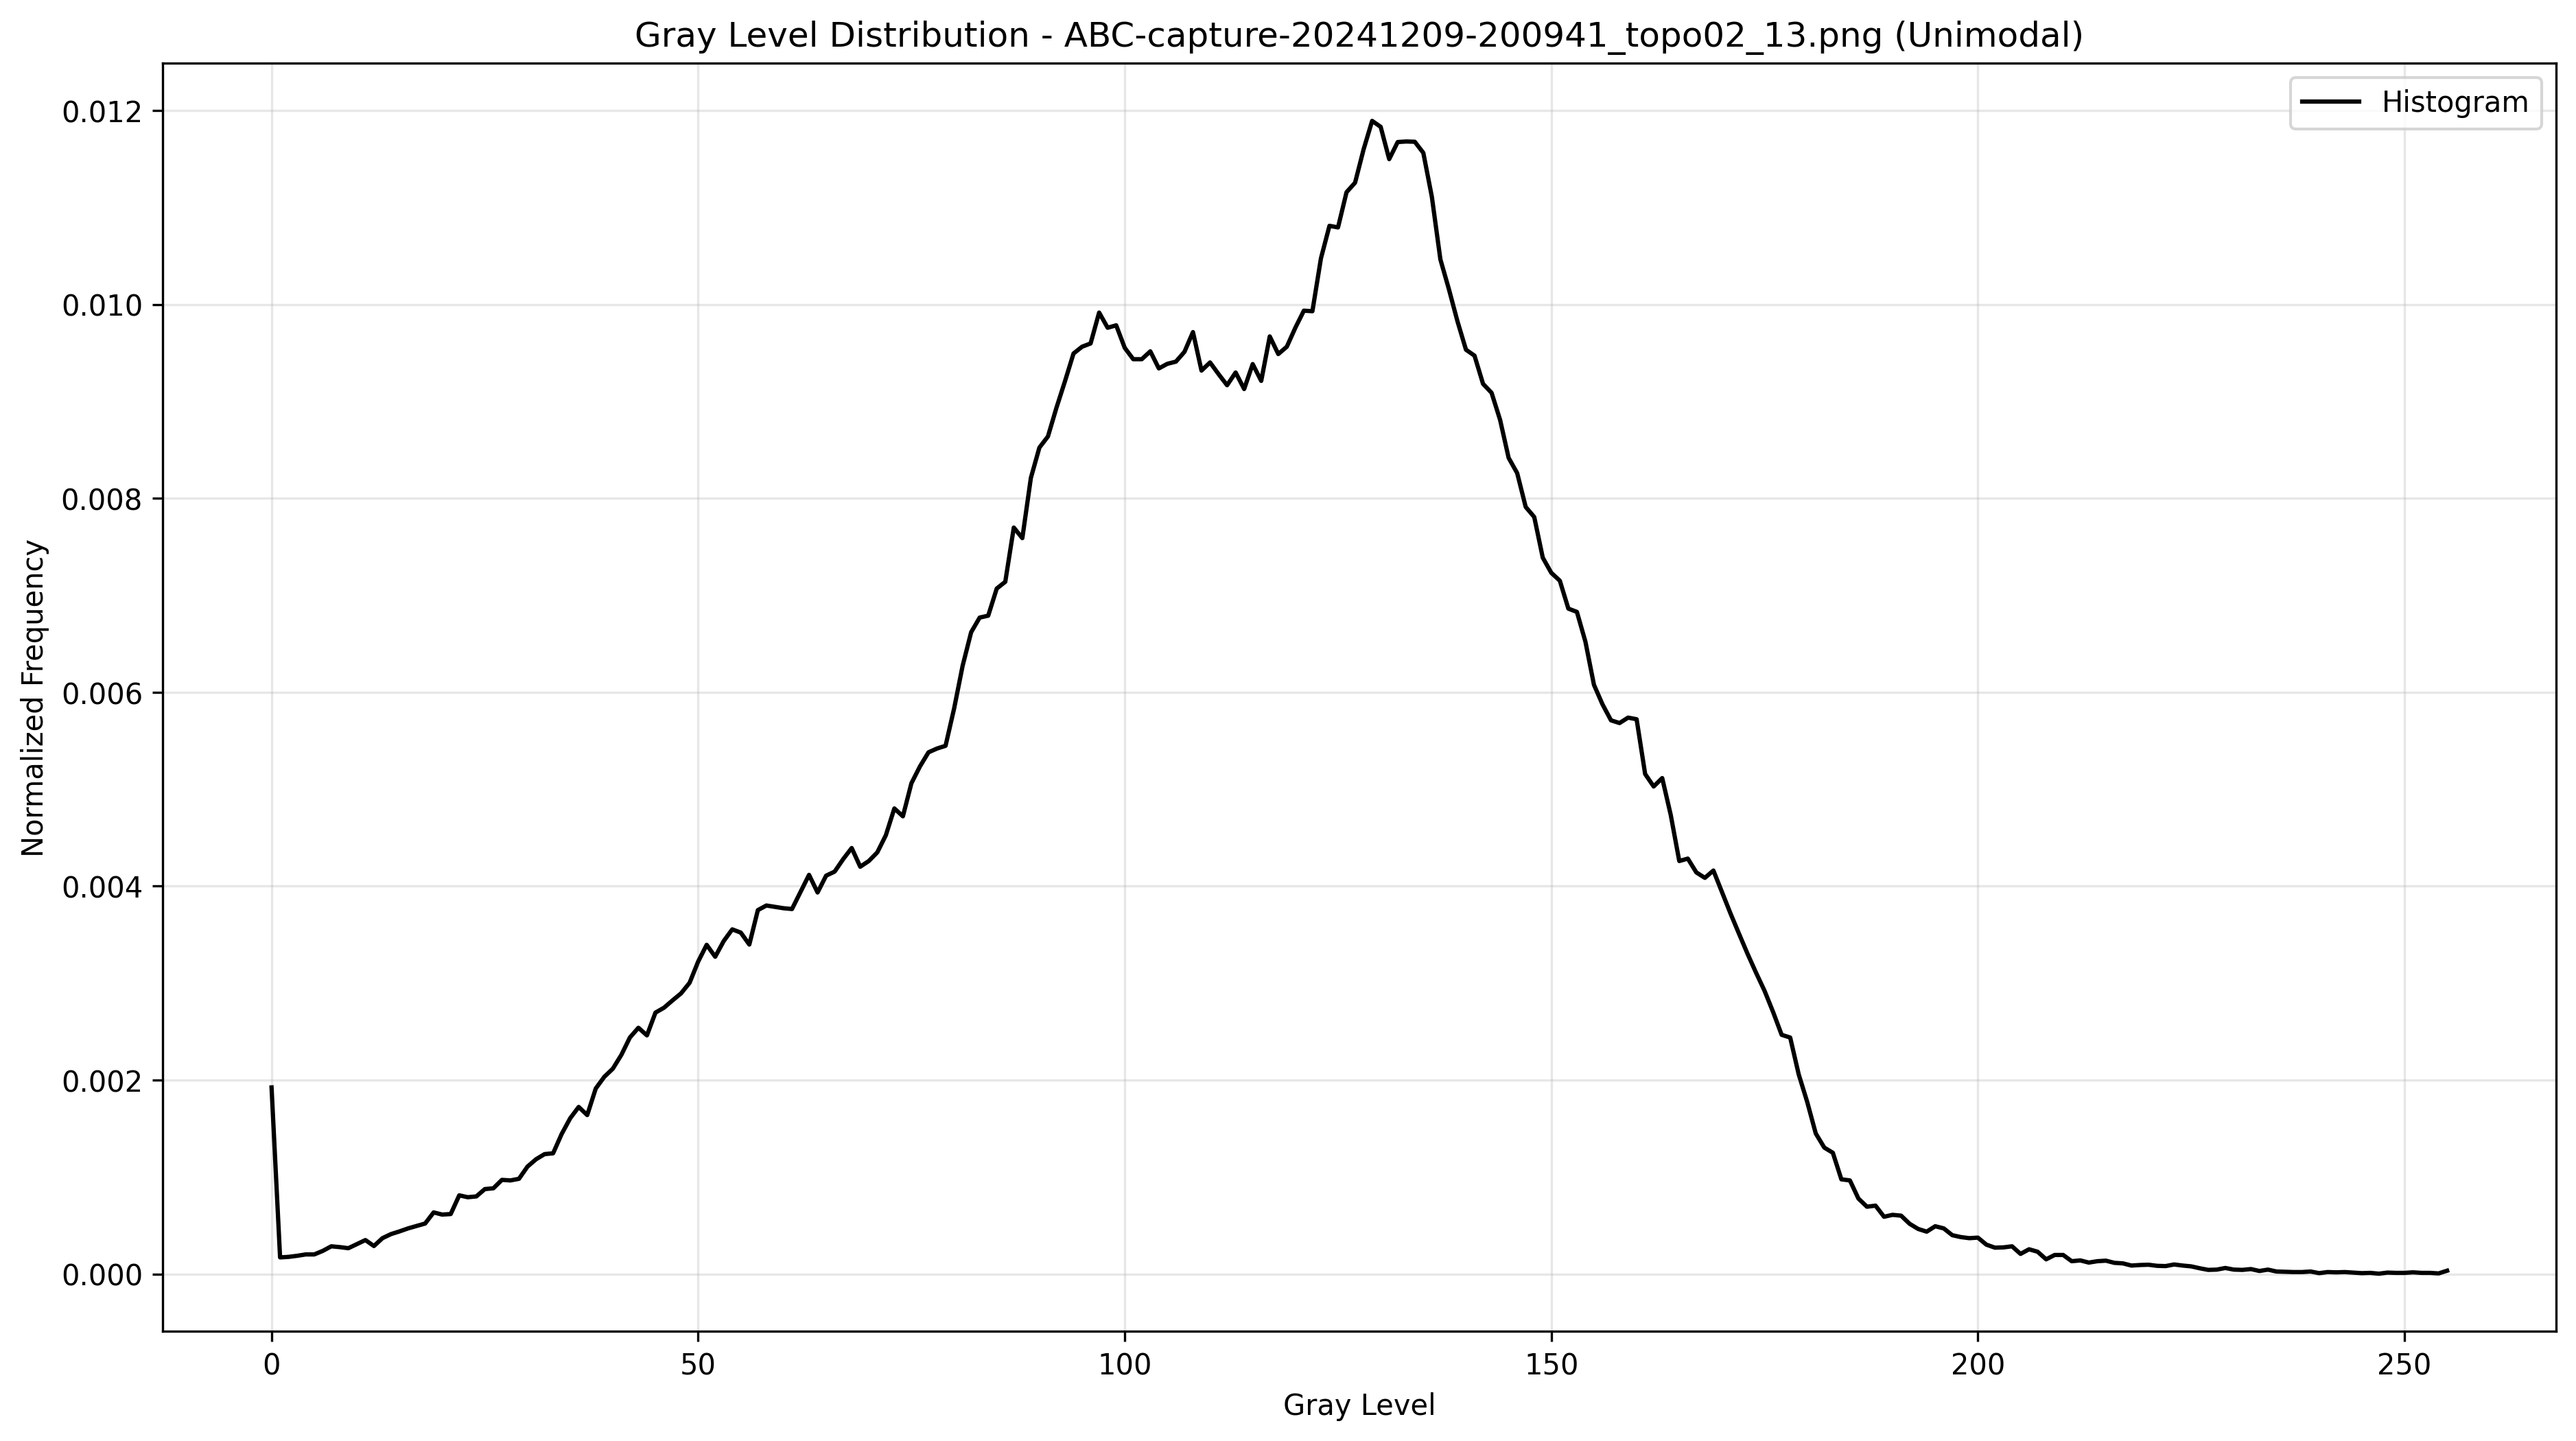 Gray Level Distribution - ABC-capture-20241209-200941_topo02_13.png (Unimodal)
Histogram
0.012
0.010
0.008
0.006
0.004
0.002
0.000
Normalized Frequency
0 50 100 150 200 250
Gray Level